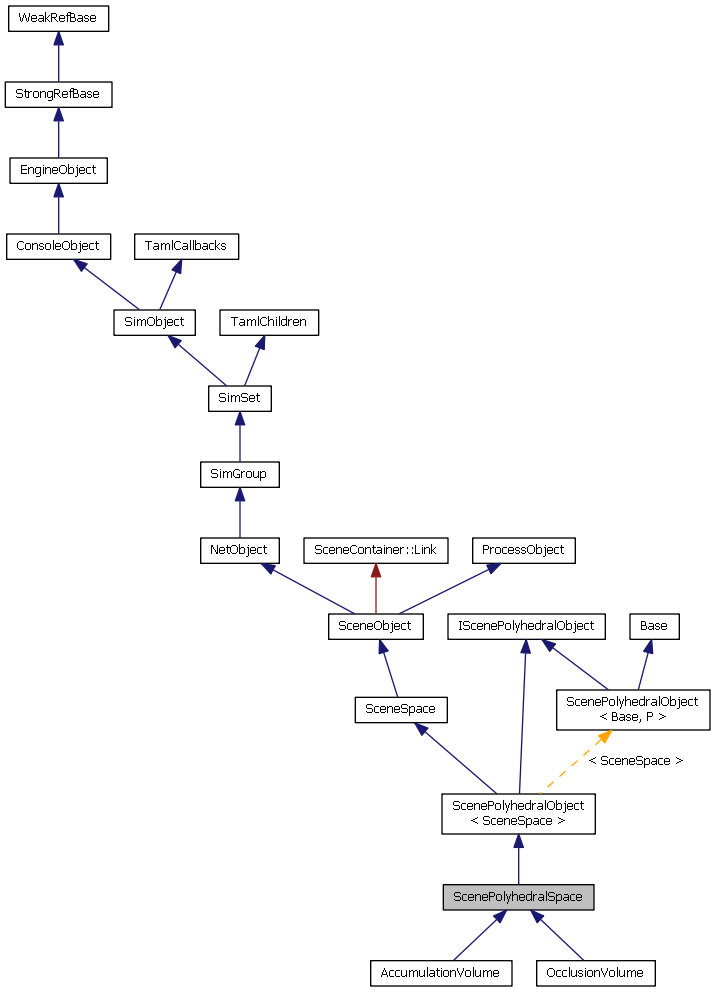 WeakRefBase
StrongRefBase
EngineObject
ConsoleObject
TamlCallbacks
SimObject
TamlChildren
SimSet
SimGroup
NetObject
SceneContainer::Link
ProcessObject
SceneObject
IScenePolyhedralObject
Base
SceneSpace
ScenePolyhedralObject
< Base, P >
< SceneSpace >
ScenePolyhedralObject
< SceneSpace >
ScenePolyhedralSpace
AccumulationVolume
OcclusionVolume